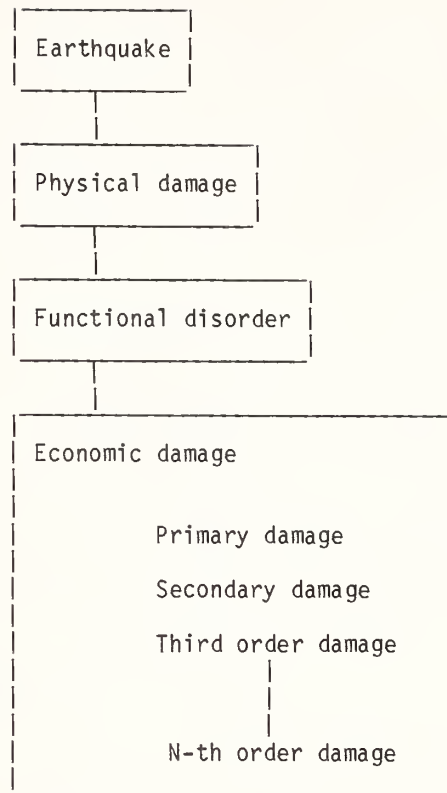 Earthquake
Physical damage
Functional disorder
Economic damage
Primary damage
Secondary damage
Third order damage
N-th order damage